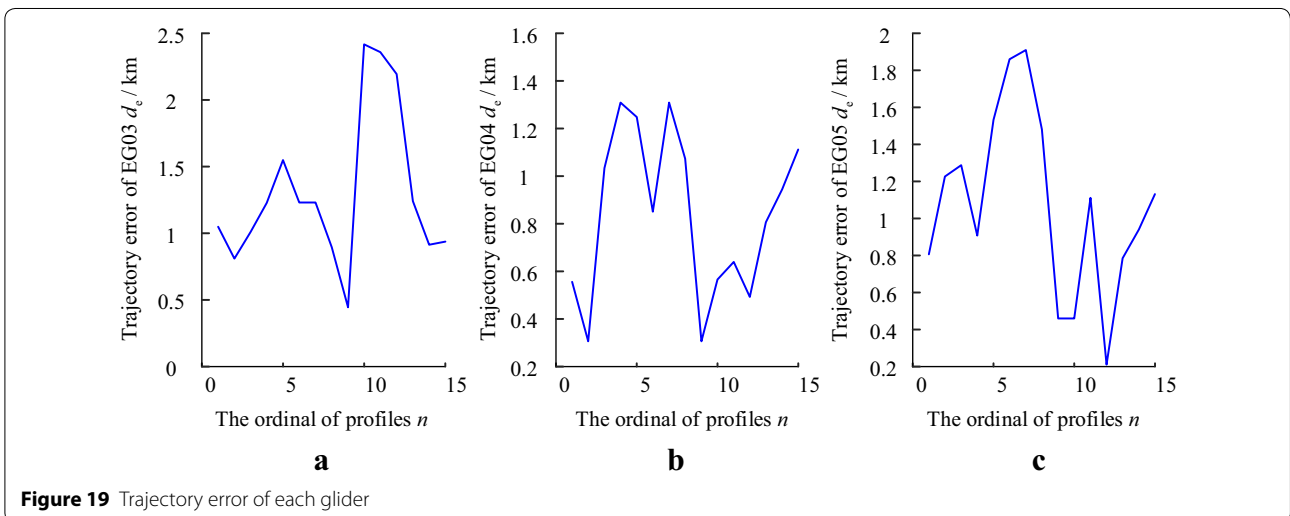 Trajectory error of EG03 dₑ / km
2.5
2
1.5
1
0.5
0
0 5 10 15
The ordinal of profiles n
a
Trajectory error of EG04 dₑ / km
1.6
1.4
1.2
1
0.8
0.6
0.4
0.2
0 5 10 15
The ordinal of profiles n
b
Trajectory error of EG05 dₑ / km
2
1.8
1.6
1.4
1.2
1
0.8
0.6
0.4
0.2
0 5 10 15
The ordinal of profiles n
c
Figure 19 Trajectory error of each glider